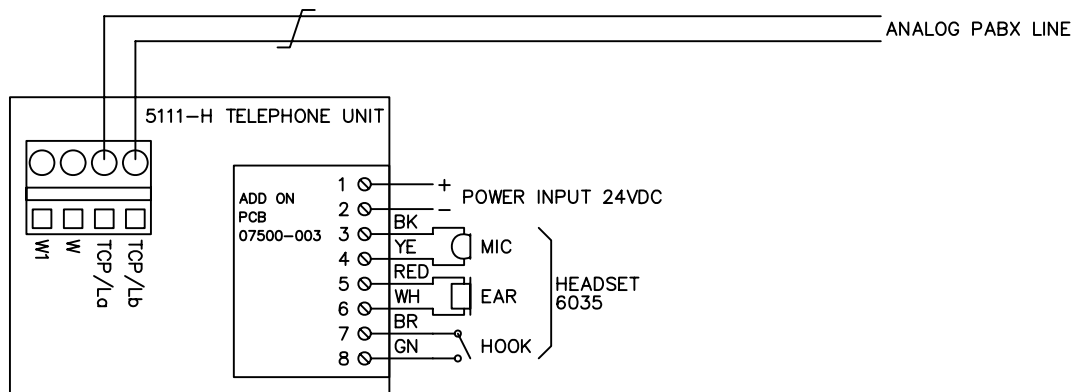 ANALOG PABX LINE
5111-H TELEPHONE UNIT
W1
W
TCP/La
TCP/Lb
ADD ON
PCB
07500-003
1
+
POWER INPUT 24VDC
2
-
3
BK
MIC
4
YE
5
RED
EAR
6
WH
7
BR
HOOK
8
GN
HEADSET
6035